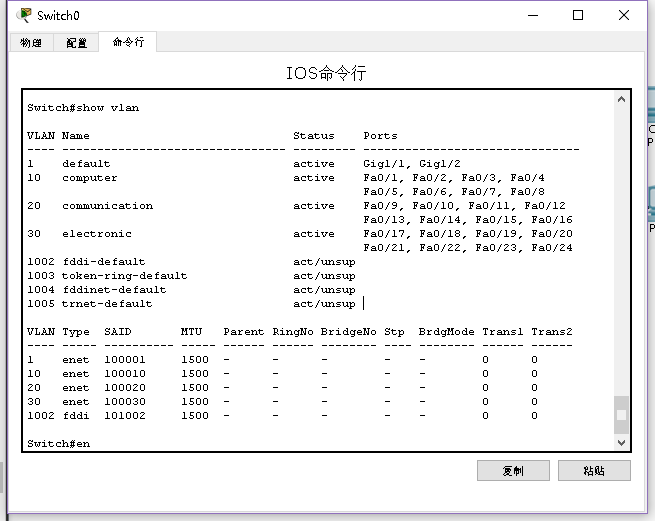 Switch0
物理 配置 命令行
IOS命令行
Switch#show vlan
VLAN Name Status Ports
---- -------------------------------- --------- -------------------------------
1 default active Gig1/1, Gig1/2
10 computer active Fa0/1, Fa0/2, Fa0/3, Fa0/4
Fa0/5, Fa0/6, Fa0/7, Fa0/8
20 communication active Fa0/9, Fa0/10, Fa0/11, Fa0/12
Fa0/13, Fa0/14, Fa0/15, Fa0/16
30 electronic active Fa0/17, Fa0/18, Fa0/19, Fa0/20
Fa0/21, Fa0/22, Fa0/23, Fa0/24
1002 fddi-default act/unsup
1003 token-ring-default act/unsup
1004 fddinet-default act/unsup
1005 trnet-default act/unsup
VLAN Type SAID MTU Parent RingNo BridgeNo Stp BrdgMode Trans1 Trans2
---- ----- ---------- ----- ------ ------ -------- ---- -------- ------ ------
1 enet 100001 1500 - - - - - 0 0
10 enet 100010 1500 - - - - - 0 0
20 enet 100020 1500 - - - - - 0 0
30 enet 100030 1500 - - - - - 0 0
1002 fddi 101002 1500 - - - - - 0 0
Switch#en
复制 粘贴